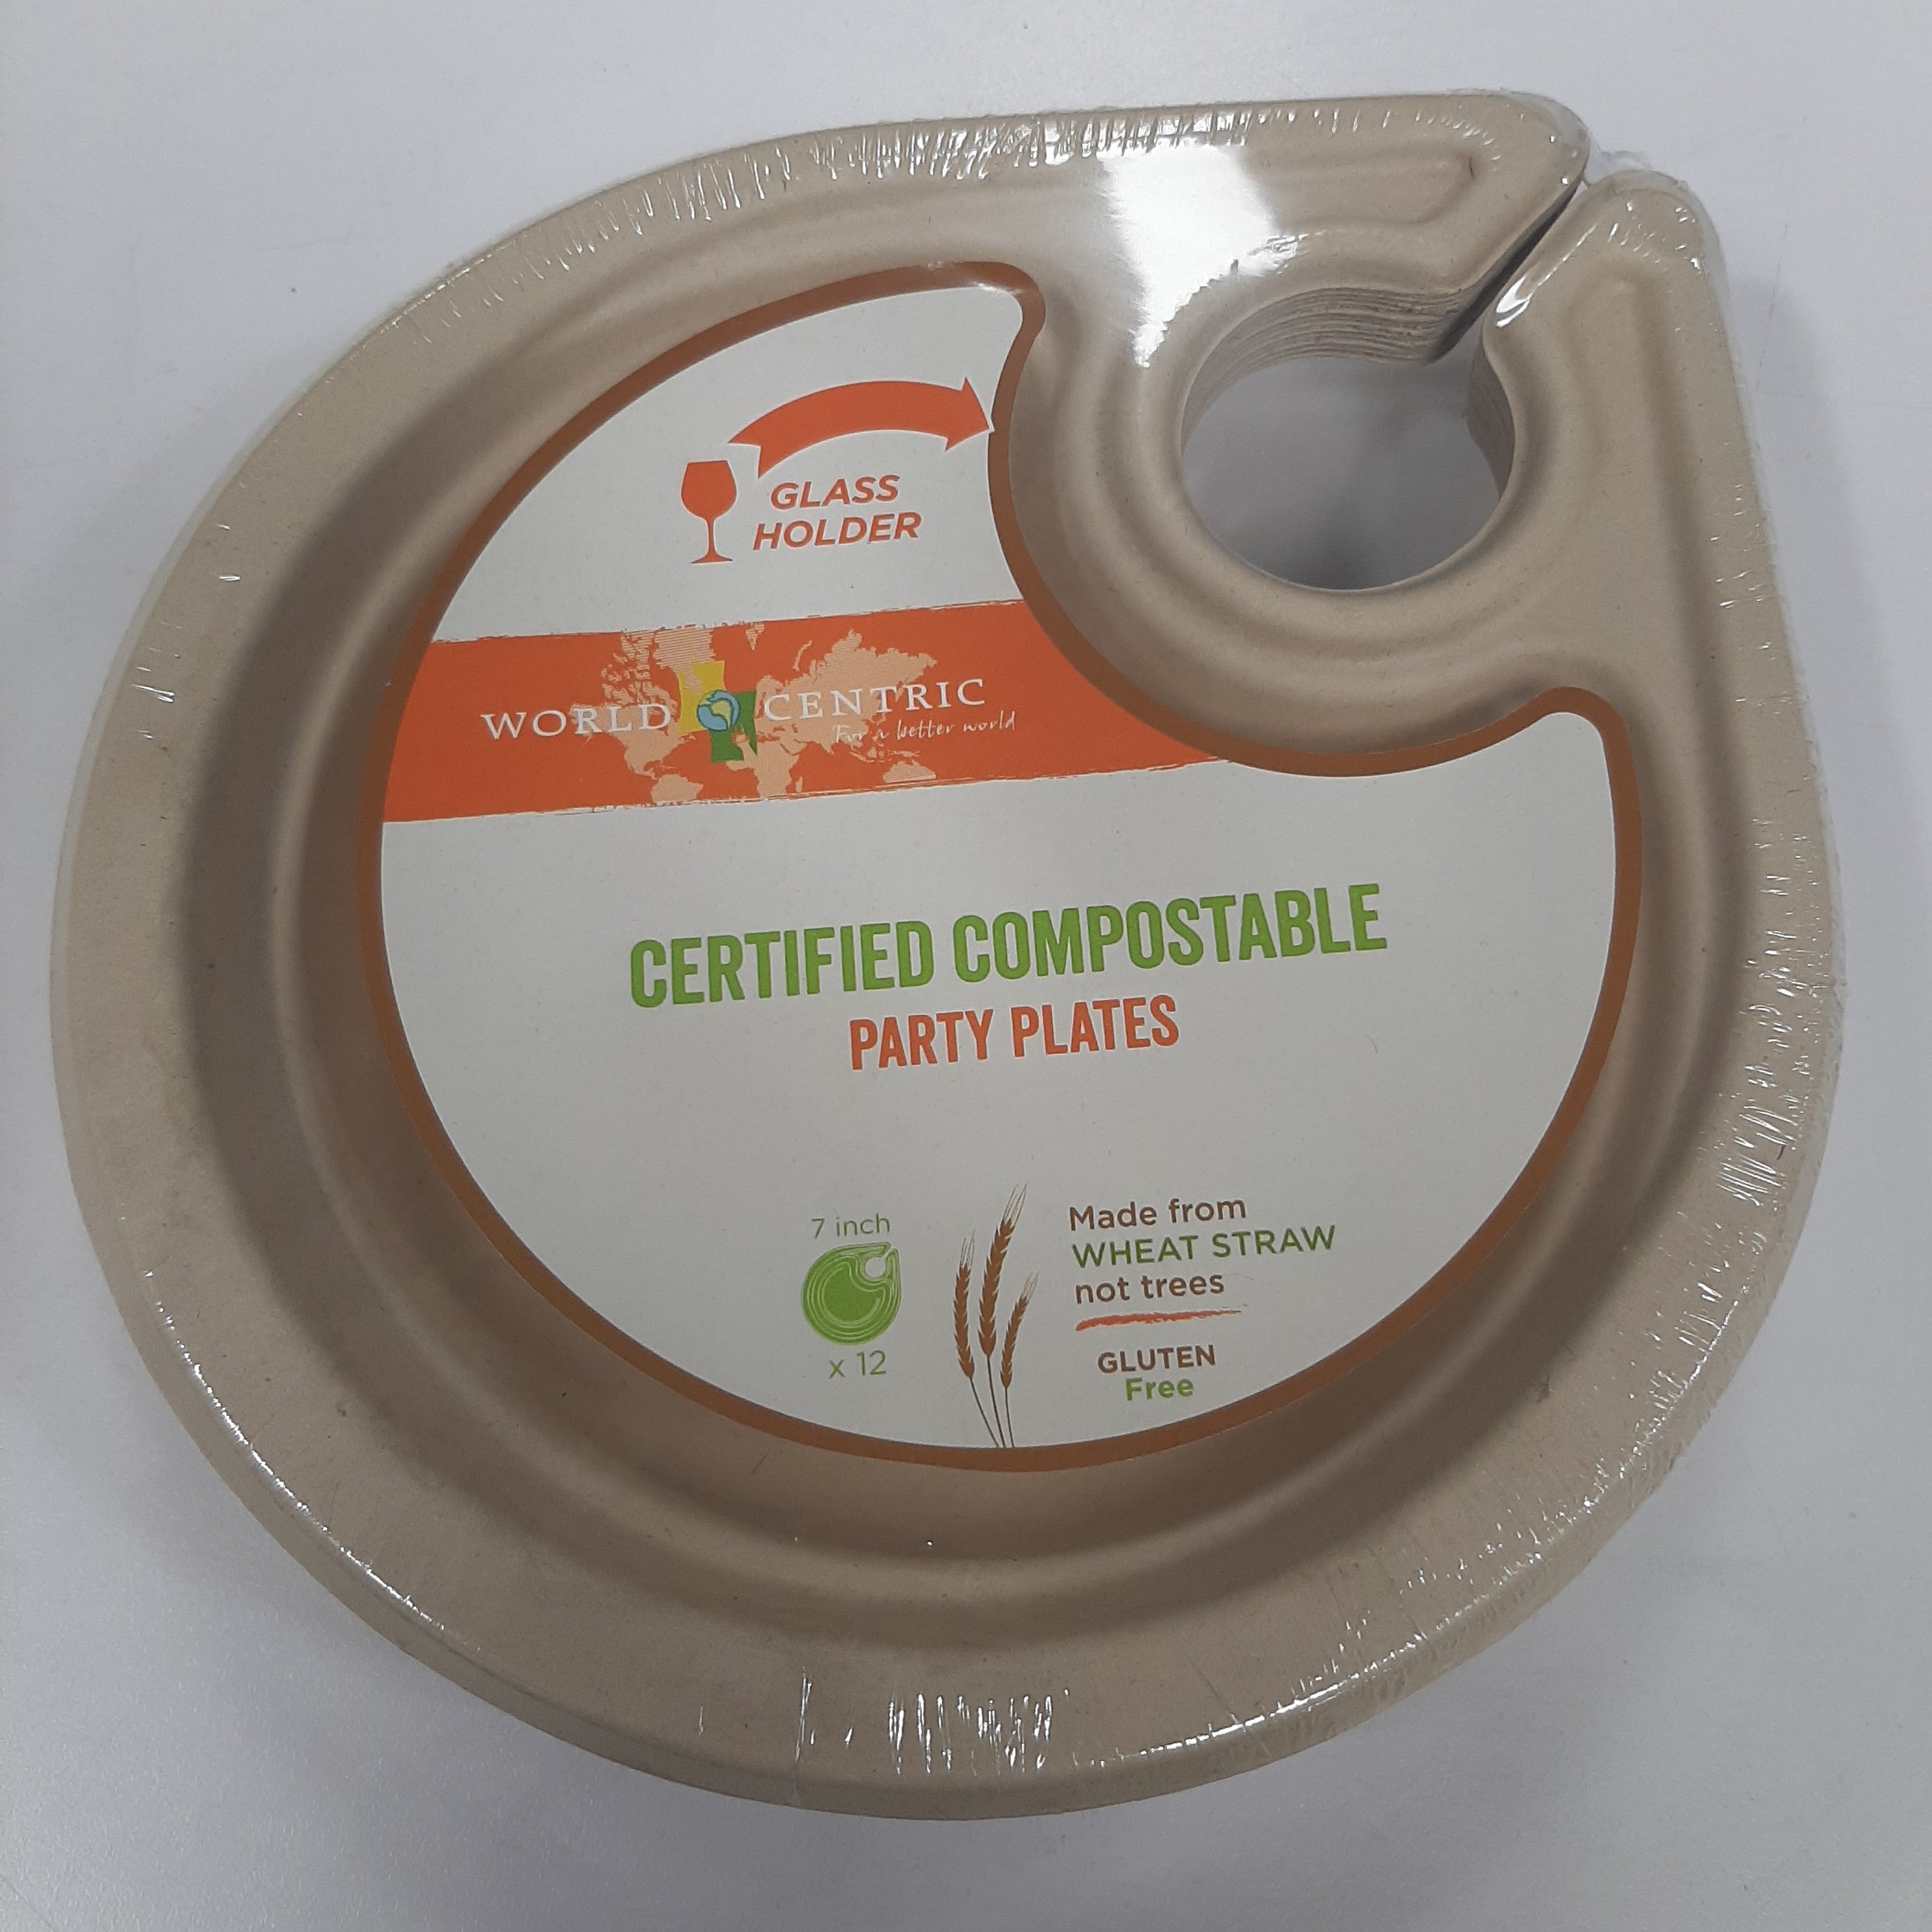 GLASS
HOLDER
WORLD CENTRIC
For a better world
CERTIFIED COMPOSTABLE
PARTY PLATES
7 inch
x 12
Made from
WHEAT STRAW
not trees
GLUTEN
Free